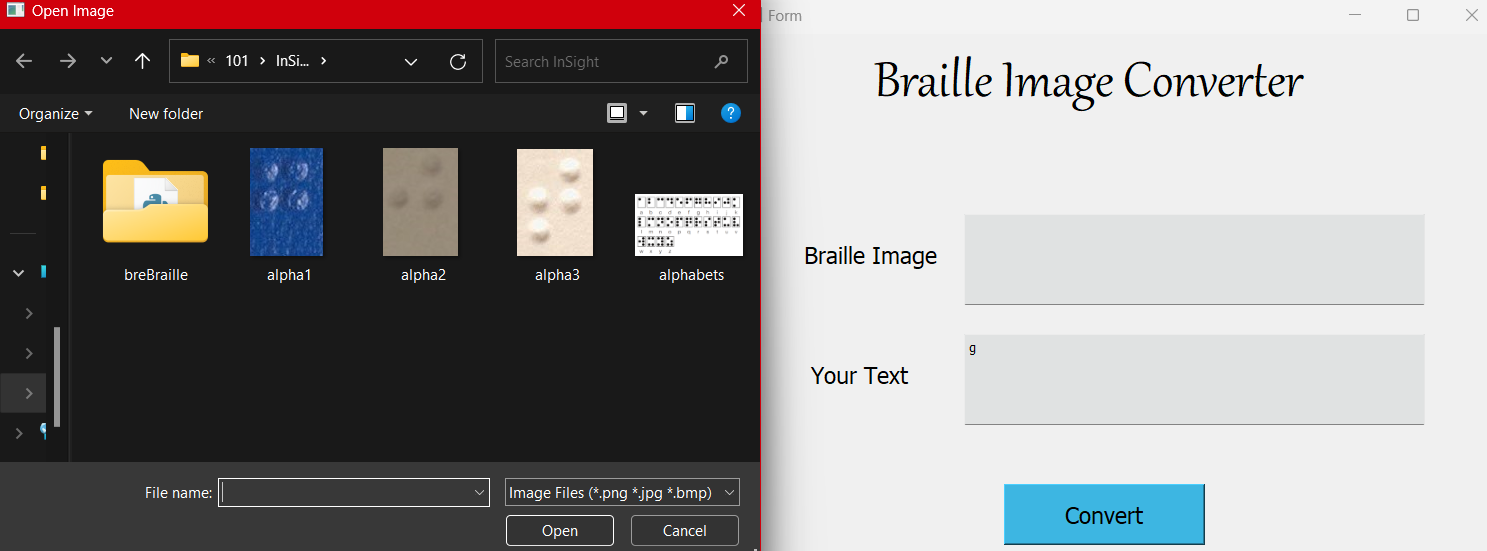 Open Image
101 InSi...
Search InSight
Organize New folder
breBraille alpha1 alpha2 alpha3 alphabets
File name: Image Files (*.png *.jpg *.bmp)
Open Cancel
Form
Braille Image Converter
Braille Image
Your Text
g
Convert